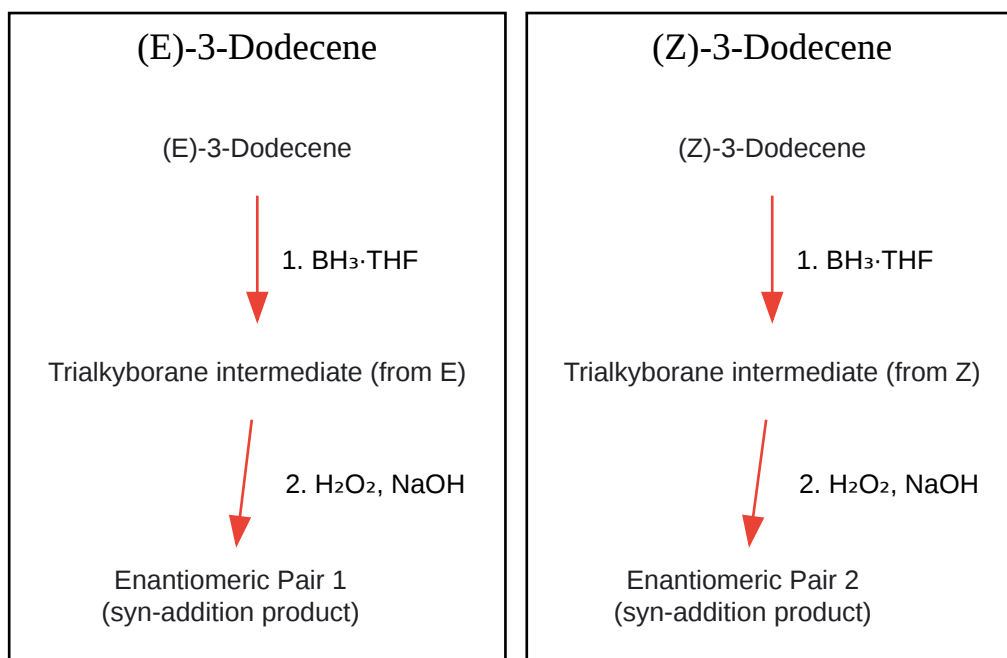 (E)-3-Dodecene
(E)-3-Dodecene
1. BH₃·THF
Trialkyborane intermediate (from E)
2. H₂O₂, NaOH
Enantiomeric Pair 1
(syn-addition product)
(Z)-3-Dodecene
(Z)-3-Dodecene
1. BH₃·THF
Trialkyborane intermediate (from Z)
2. H₂O₂, NaOH
Enantiomeric Pair 2
(syn-addition product)